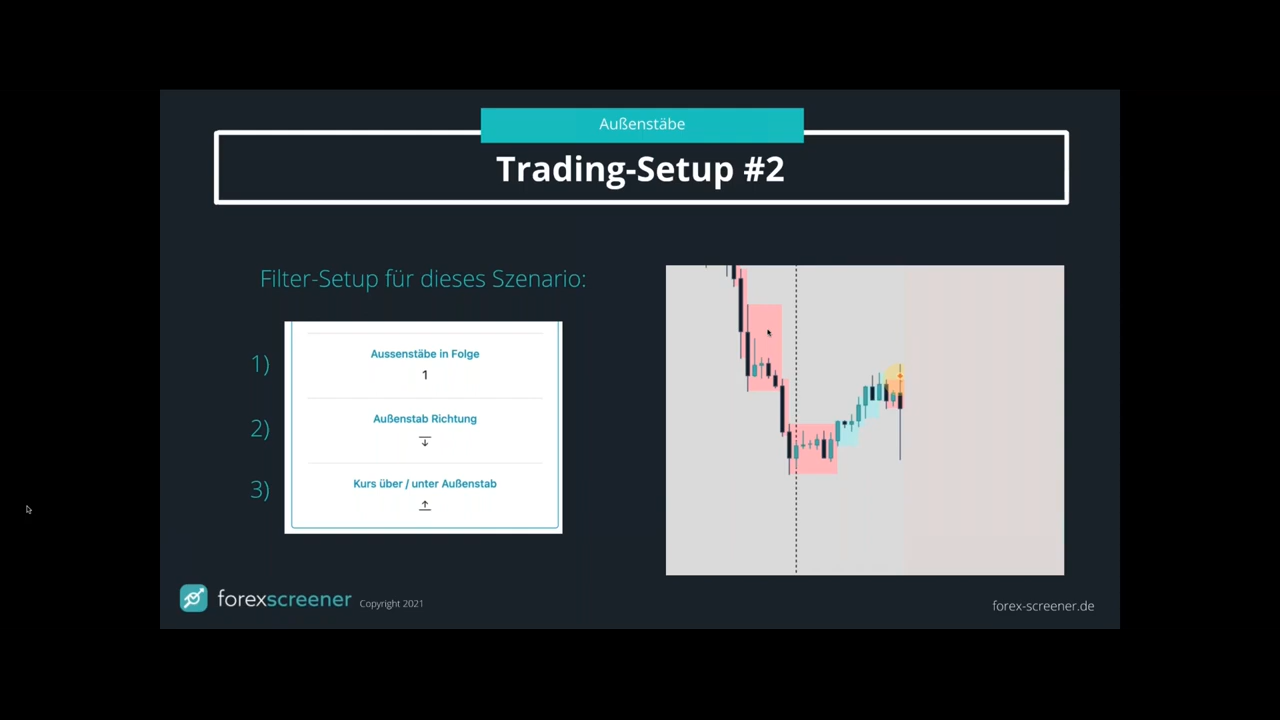 Außenstäbe
Trading-Setup #2
Filter-Setup für dieses Szenario:
1)
Aussenstäbe in Folge
1
2)
Außenstab Richtung
3)
Kurs über / unter Außenstab
forexscreener
Copyright 2021
forex-screener.de